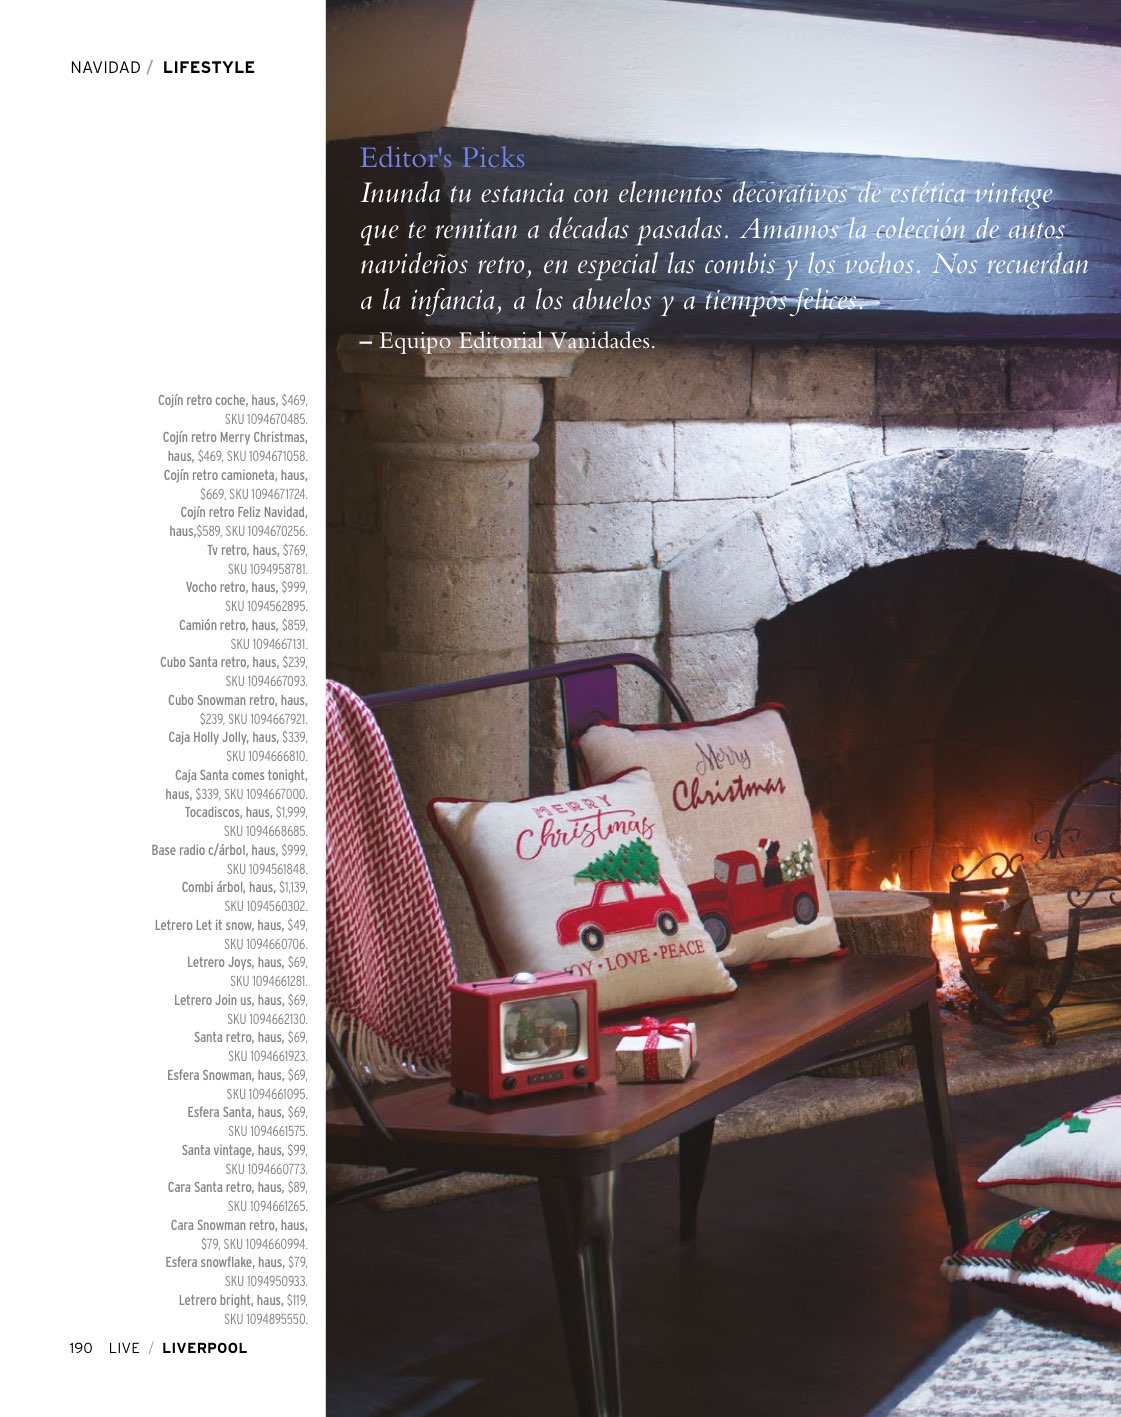 NAVIDAD / LIFESTYLE
Editor's Picks
Inunda tu estancia con elementos decorativos de estética vintage
que te remitan a décadas pasadas. Amamos la colección de autos
navideños retro, en especial las combis y los vochos. Nos recuerdan
a la infancia, a los abuelos y a tiempos felices.
– Equipo Editorial Vanidades.
Cojín retro coche, haus, $469,
SKU 1094670485.
Cojín retro Merry Christmas,
haus, $469, SKU 1094671058.
Cojín retro camioneta, haus,
$669, SKU 1094671724.
Cojín retro Feliz Navidad,
haus,$589, SKU 1094670256.
Tv retro, haus, $769,
SKU 1094958781.
Vocho retro, haus, $999,
SKU 1094562895.
Camión retro, haus, $859,
SKU 1094667131.
Cubo Santa retro, haus, $239,
SKU 1094667093.
Cubo Snowman retro, haus,
$239, SKU 1094667921.
Caja Holly Jolly, haus, $339,
SKU 1094666810.
Caja Santa comes tonight,
haus, $339, SKU 1094667000.
Tocadiscos, haus, $1,999,
SKU 1094668685.
Base radio c/árbol, haus, $999,
SKU 1094561848.
Combi árbol, haus, $1,139,
SKU 1094560302.
Letrero Let it snow, haus, $49,
SKU 1094660706.
Letrero Joys, haus, $69,
SKU 1094661281.
Letrero Join us, haus, $69,
SKU 1094662130.
Santa retro, haus, $69,
SKU 1094661923.
Esfera Snowman, haus, $69,
SKU 1094661095.
Esfera Santa, haus, $69,
SKU 1094661575.
Santa vintage, haus, $99,
SKU 1094660773.
Cara Santa retro, haus, $89,
SKU 1094661265.
Cara Snowman retro, haus,
$79, SKU 1094660994.
Esfera snowflake, haus, $79,
SKU 1094950933.
Letrero bright, haus, $119,
SKU 1094895550.
Merry
Christmas
MERRY
Christmas
JOY • LOVE • PEACE
190 LIVE / LIVERPOOL